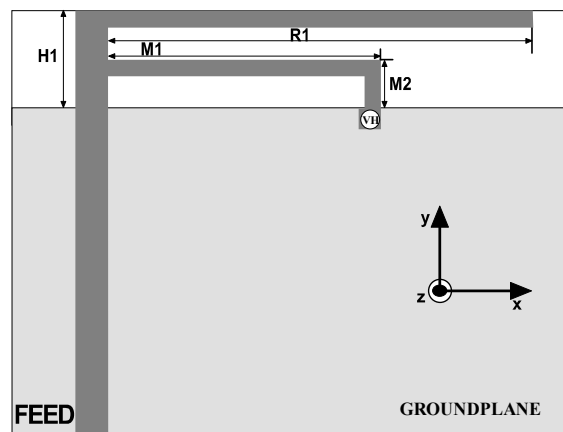 H1
R1
M1
M2
VH
y
z
x
FEED
GROUNDPLANE